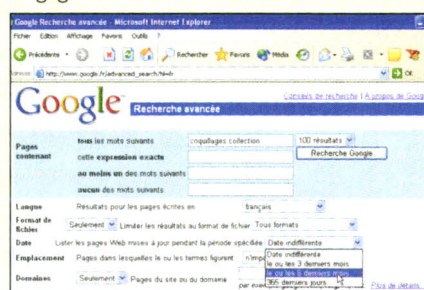 Google Recherche avancée - Microsoft Internet Explorer
Fichier Edition Affichage Favoris Outils ?
Précédente Rechercher Favoris Média
http://www.google.fr/advanced_search?hl=fr OK
Google Recherche avancée Conseils de recherche | A propos de Goog
Pages contenant tous les mots suivants coquillages collection 100 résultats
cette expression exacte Recherche Google
au moins un des mots suivants
aucun des mots suivants
Langue Résultats pour les pages écrites en français
Format de fichier Seulement Limiter les résultats au format de fichier Tous formats
Date Lister les pages Web mises à jour pendant la période spécifiée Date indifférente
Date indifférente
Emplacement Pages dans lesquelles le ou les termes figurent n'imp
le ou les 3 derniers mois
le ou les 6 derniers mois
Domaines Seulement Pages du site ou du domaine
365 derniers jours
par Plus de détails